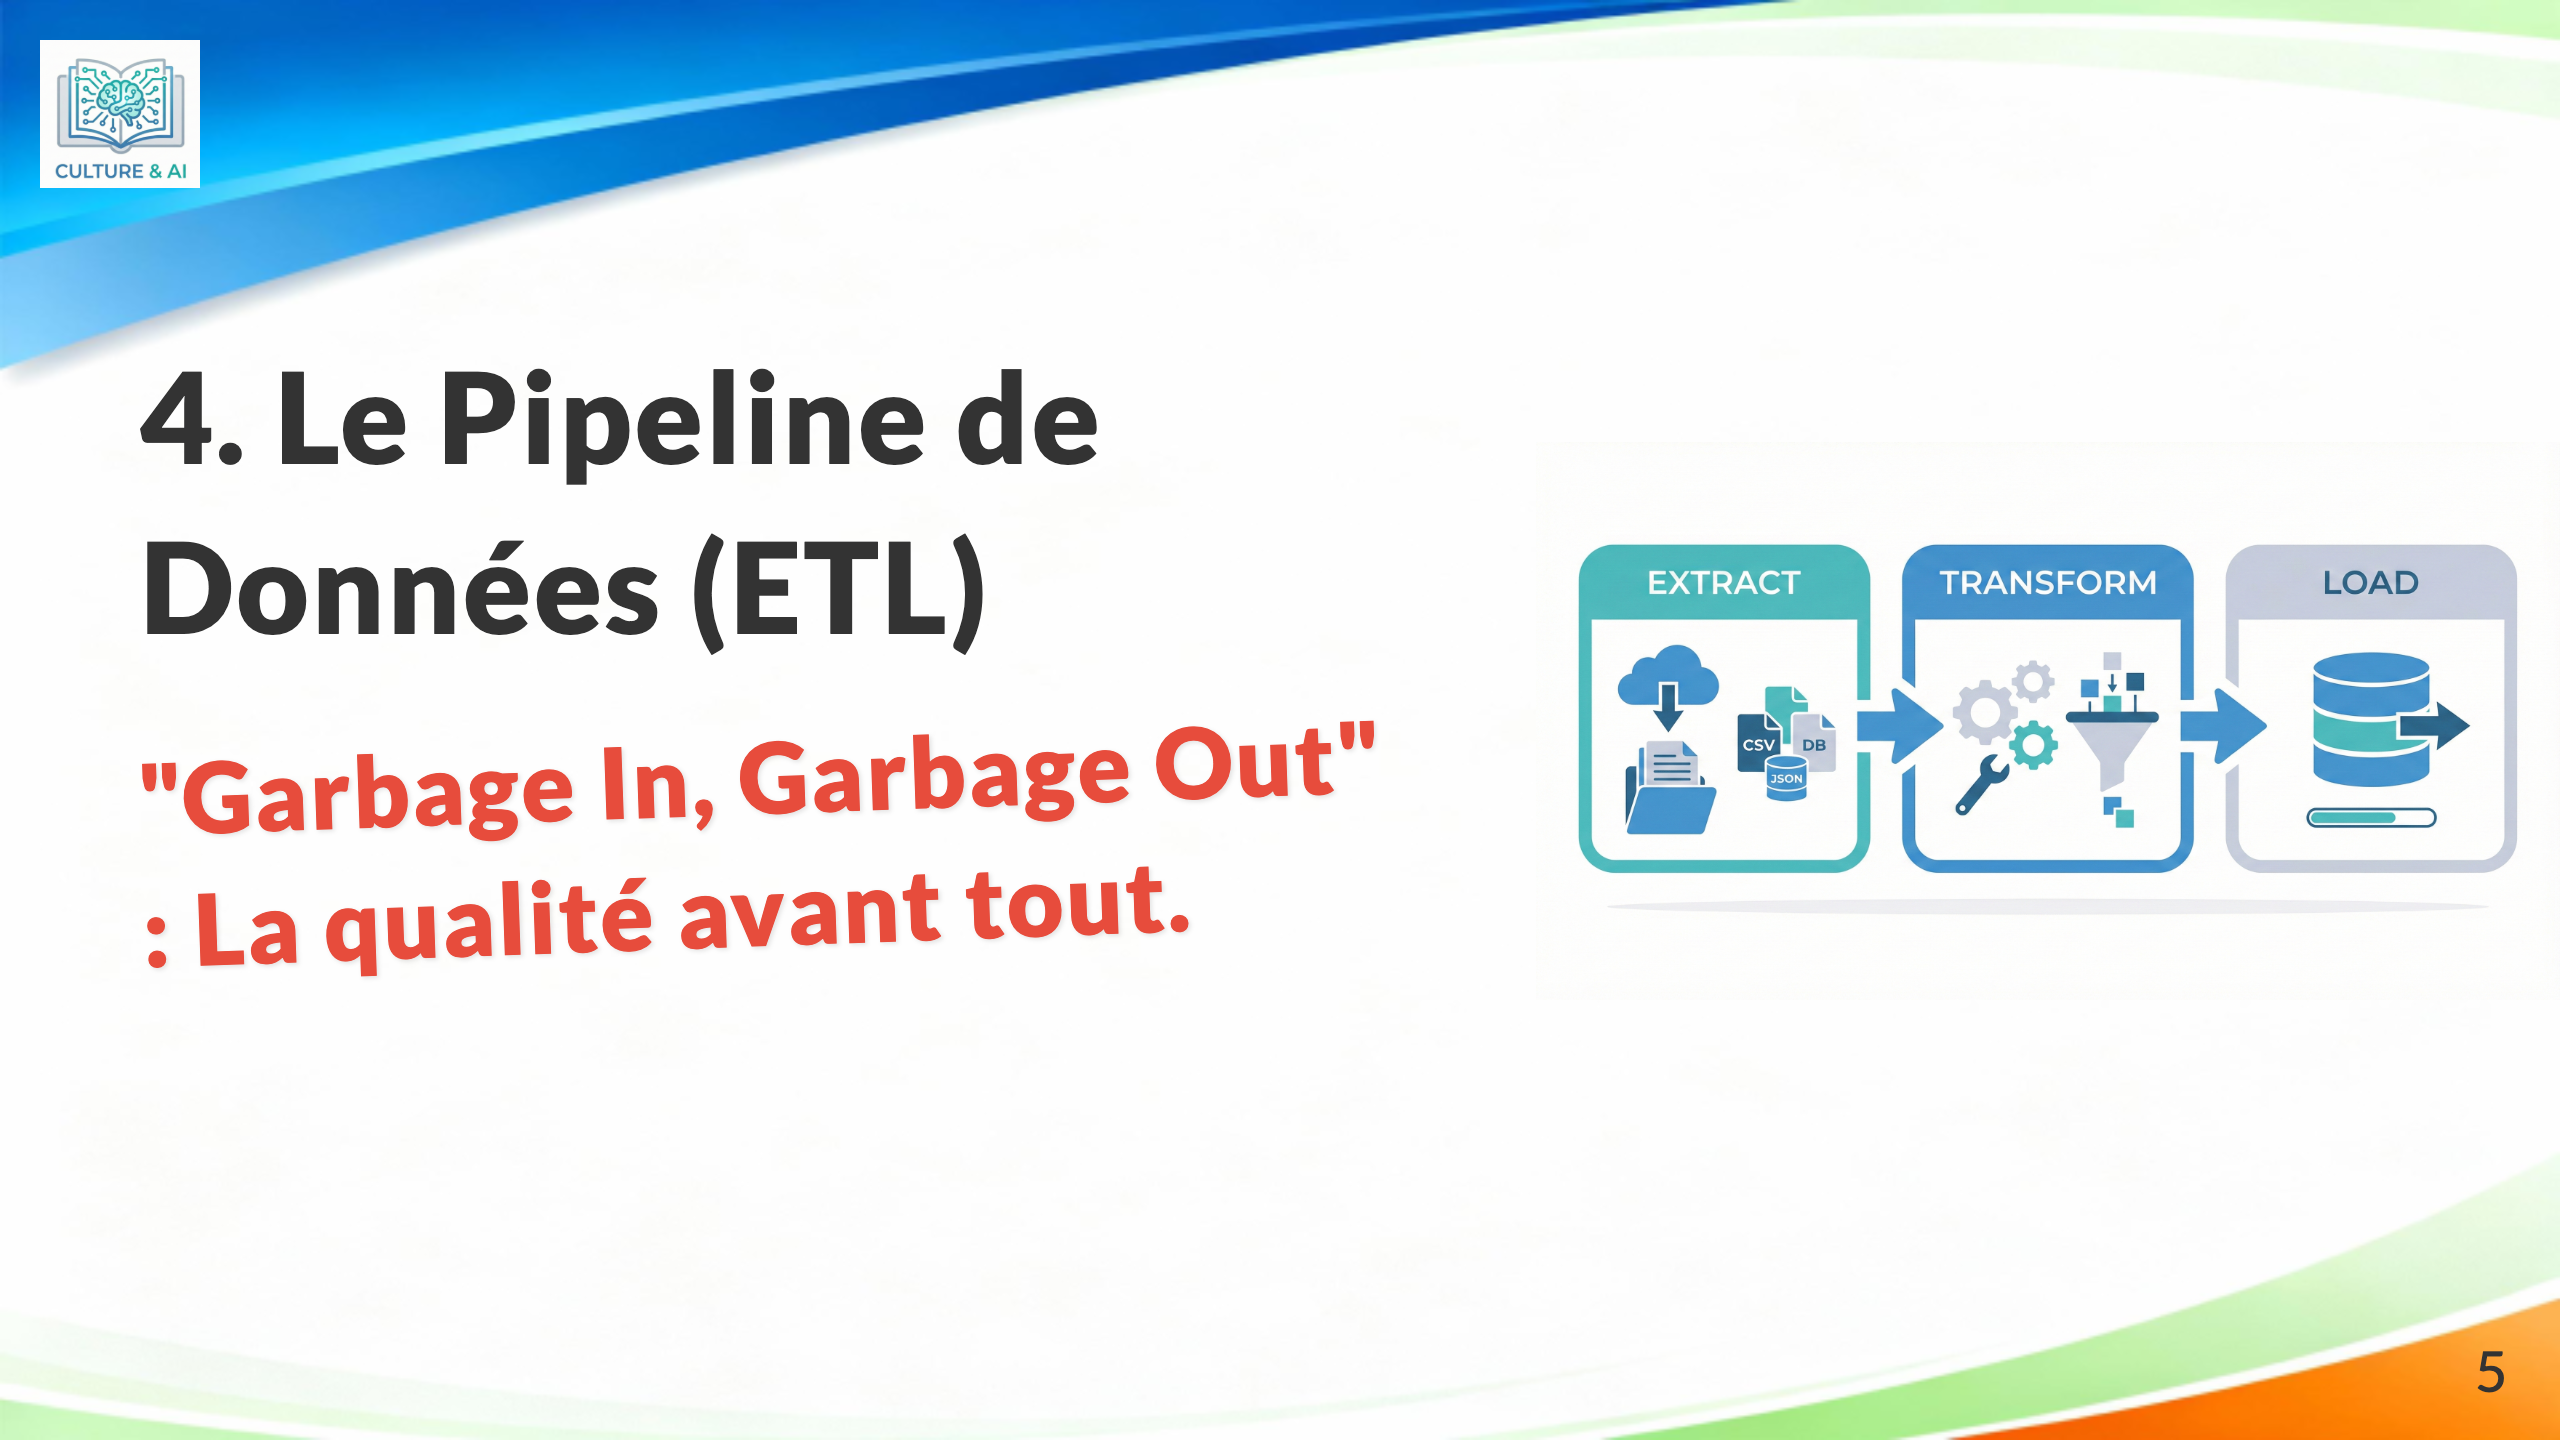 CULTURE & AI
4. Le Pipeline de
Données (ETL)
"Garbage In, Garbage Out"
: La qualité avant tout.
EXTRACT
TRANSFORM
LOAD
CSV
DB
JSON
5